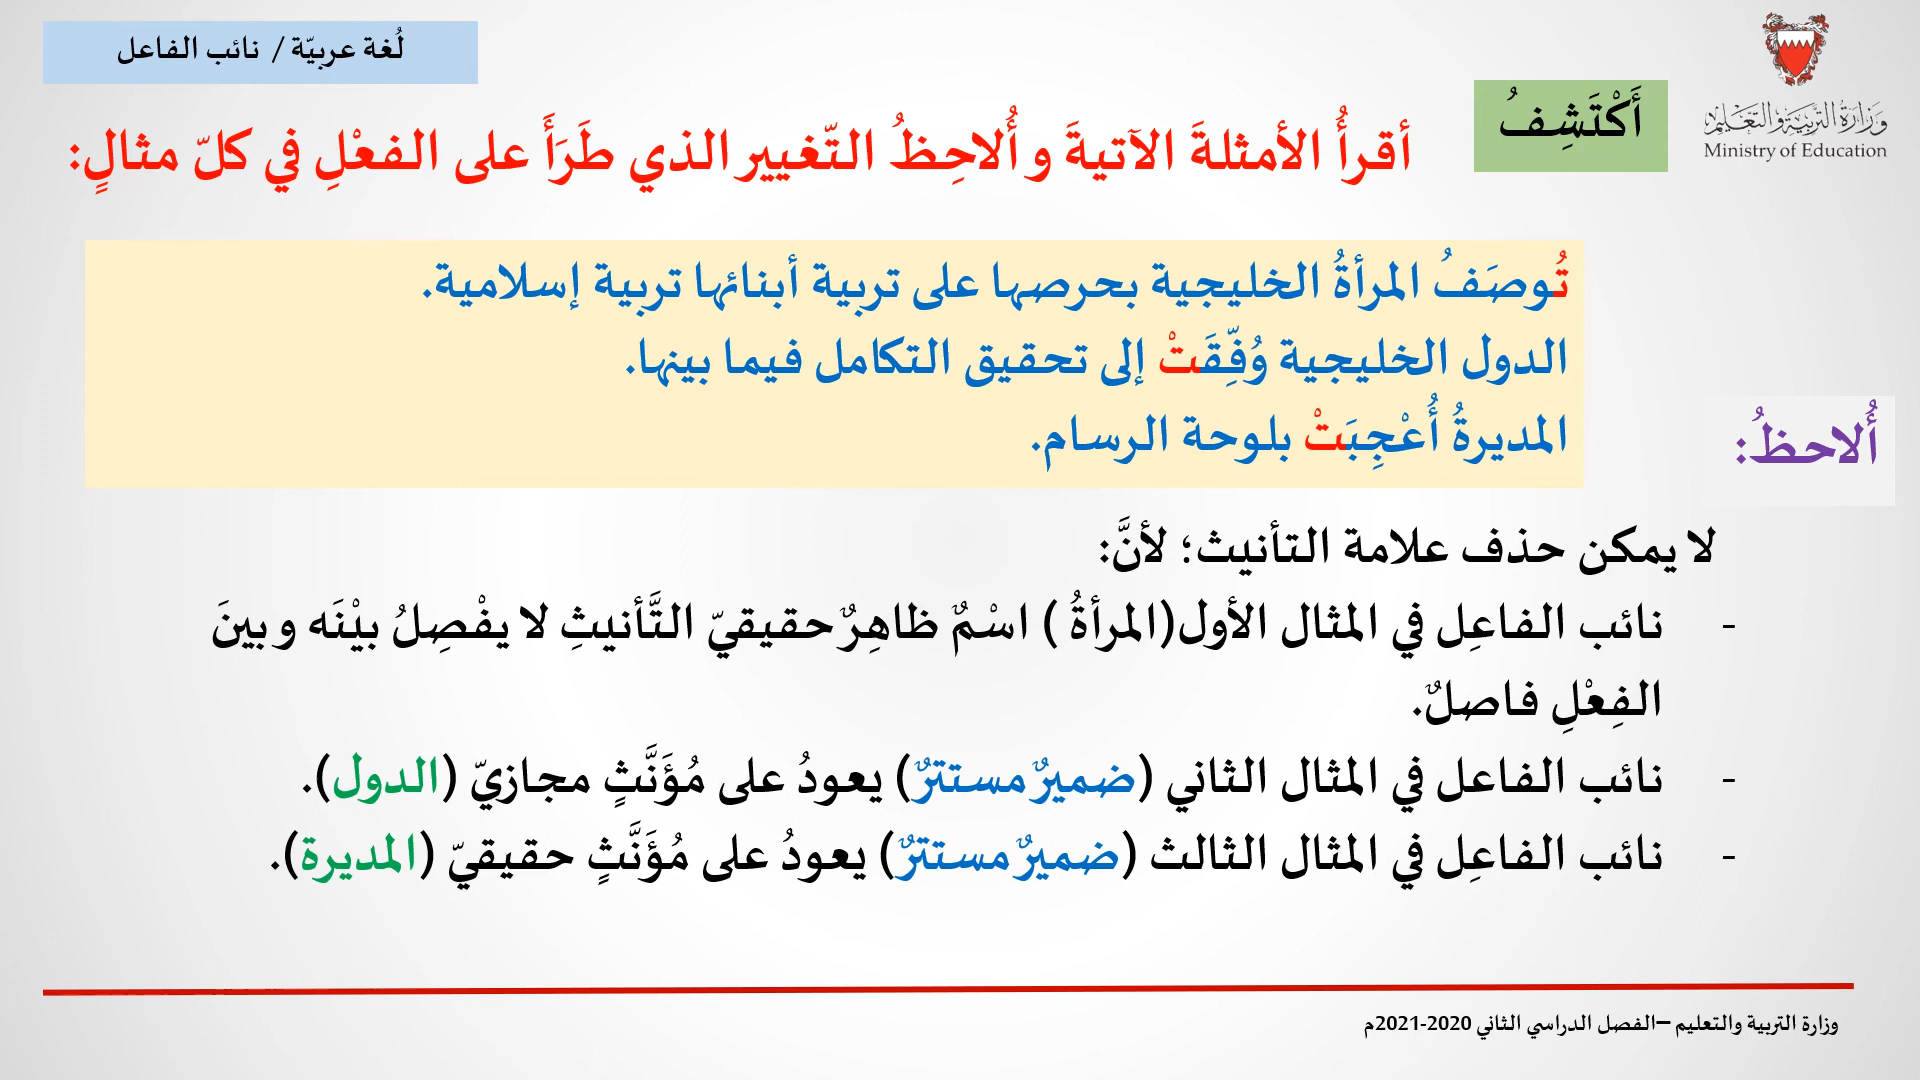 لُغة عربيّة / نائب الفاعل
وزارة التربية والتعليم
Ministry of Education
أَكْتَشِفُ
أقرأُ الأمثلةَ الآتيةَ وأُلاحِظُ التّغيير الذي طَرَأَ على الفعْلِ في كلّ مثالٍ:
تُوصَفُ المرأةُ الخليجية بحرصها على تربية أبنائها تربية إسلامية.
الدول الخليجية وُفِّقَتْ إلى تحقيق التكامل فيما بينها.
المديرةُ أُعْجِبَتْ بلوحة الرسام.
أُلاحظُ:
لا يمكن حذف علامة التأنيث؛ لأنَّ:
- نائب الفاعِل في المثال الأول(المرأةُ ) اسْمٌ ظاهِرٌ حقيقيّ التَّأنيثِ لا يفْصِلُ بيْنَه وبينَ
الفِعْلِ فاصلٌ.
- نائب الفاعل في المثال الثاني (ضميرٌ مستترٌ) يعودُ على مُؤَنَّثٍ مجازيّ (الدول).
- نائب الفاعِل في المثال الثالث (ضميرٌ مستترٌ) يعودُ على مُؤَنَّثٍ حقيقيّ (المديرة).
وزارة التربية والتعليم –الفصل الدراسي الثاني 2020-2021م